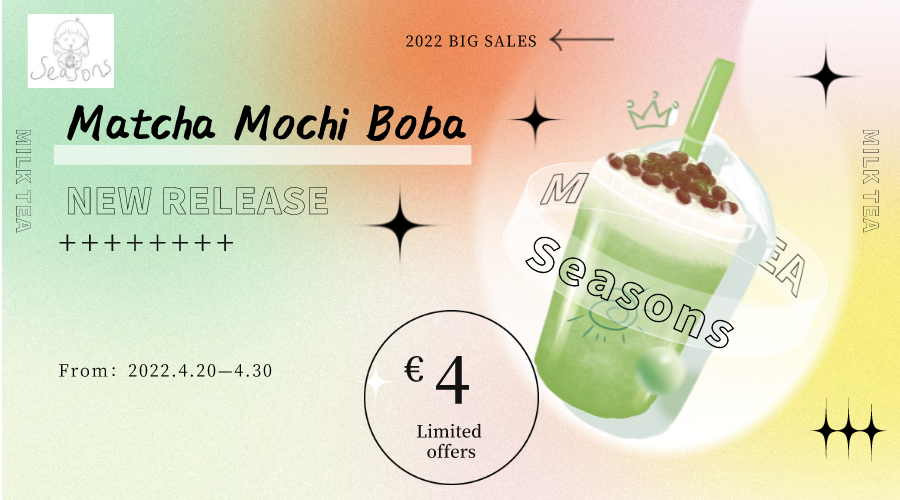 Seasons
2022 BIG SALES
Matcha Mochi Boba
MILK TEA
NEW RELEASE
++++++++
MILK TEA
M
EA
Seasons
From: 2022.4.20—4.30
€ 4
Limited
offers